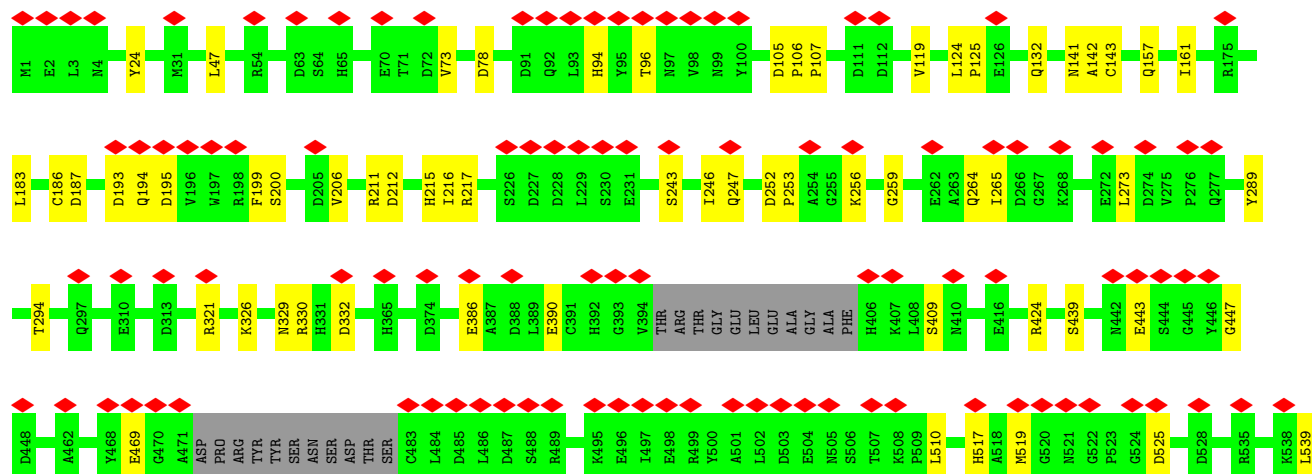 M1 E2 L3 N4 Y24 M31 L47 R54 D63 S64 H65 E70 T71 D72 V73 D78 D91 Q92 L93 H94 Y95 T96 N97 V98 N99 Y100 D105 P106 P107 D111 D112 V119 L124 P125 E126 Q132 N141 A142 C143 Q157 I161 R175
L183 C186 D187 D193 Q194 D195 V196 W197 R198 F199 S200 D205 V206 R211 D212 H215 I216 R217 S226 D227 D228 L229 S230 E231 S243 I246 Q247 D252 P253 A254 G255 K256 G259 E262 A263 Q264 I265 D266 G267 K268 E272 L273 D274 V275 P276 Q277 Y289
T294 Q297 E310 D313 R321 K326 N329 R330 H331 D332 H365 D374 E386 A387 D388 L389 E390 C391 H392 G393 V394 THR ARG THR GLY GLU LEU GLU ALA GLY ALA PHE H406 K407 L408 S409 N410 E416 R424 S439 N442 E443 S444 G445 Y446 G447
D448 A462 Y468 E469 G470 A471 ASP PRO ARG TYR TYR SER ASN SER ASP THR SER C483 L484 D485 L486 D487 S488 R489 K495 E496 I497 E498 R499 Y500 A501 L502 D503 E504 N505 S506 T507 K508 P509 L510 H517 A518 M519 G520 N521 G522 P523 G524 D525 D528 R535 K538 L539